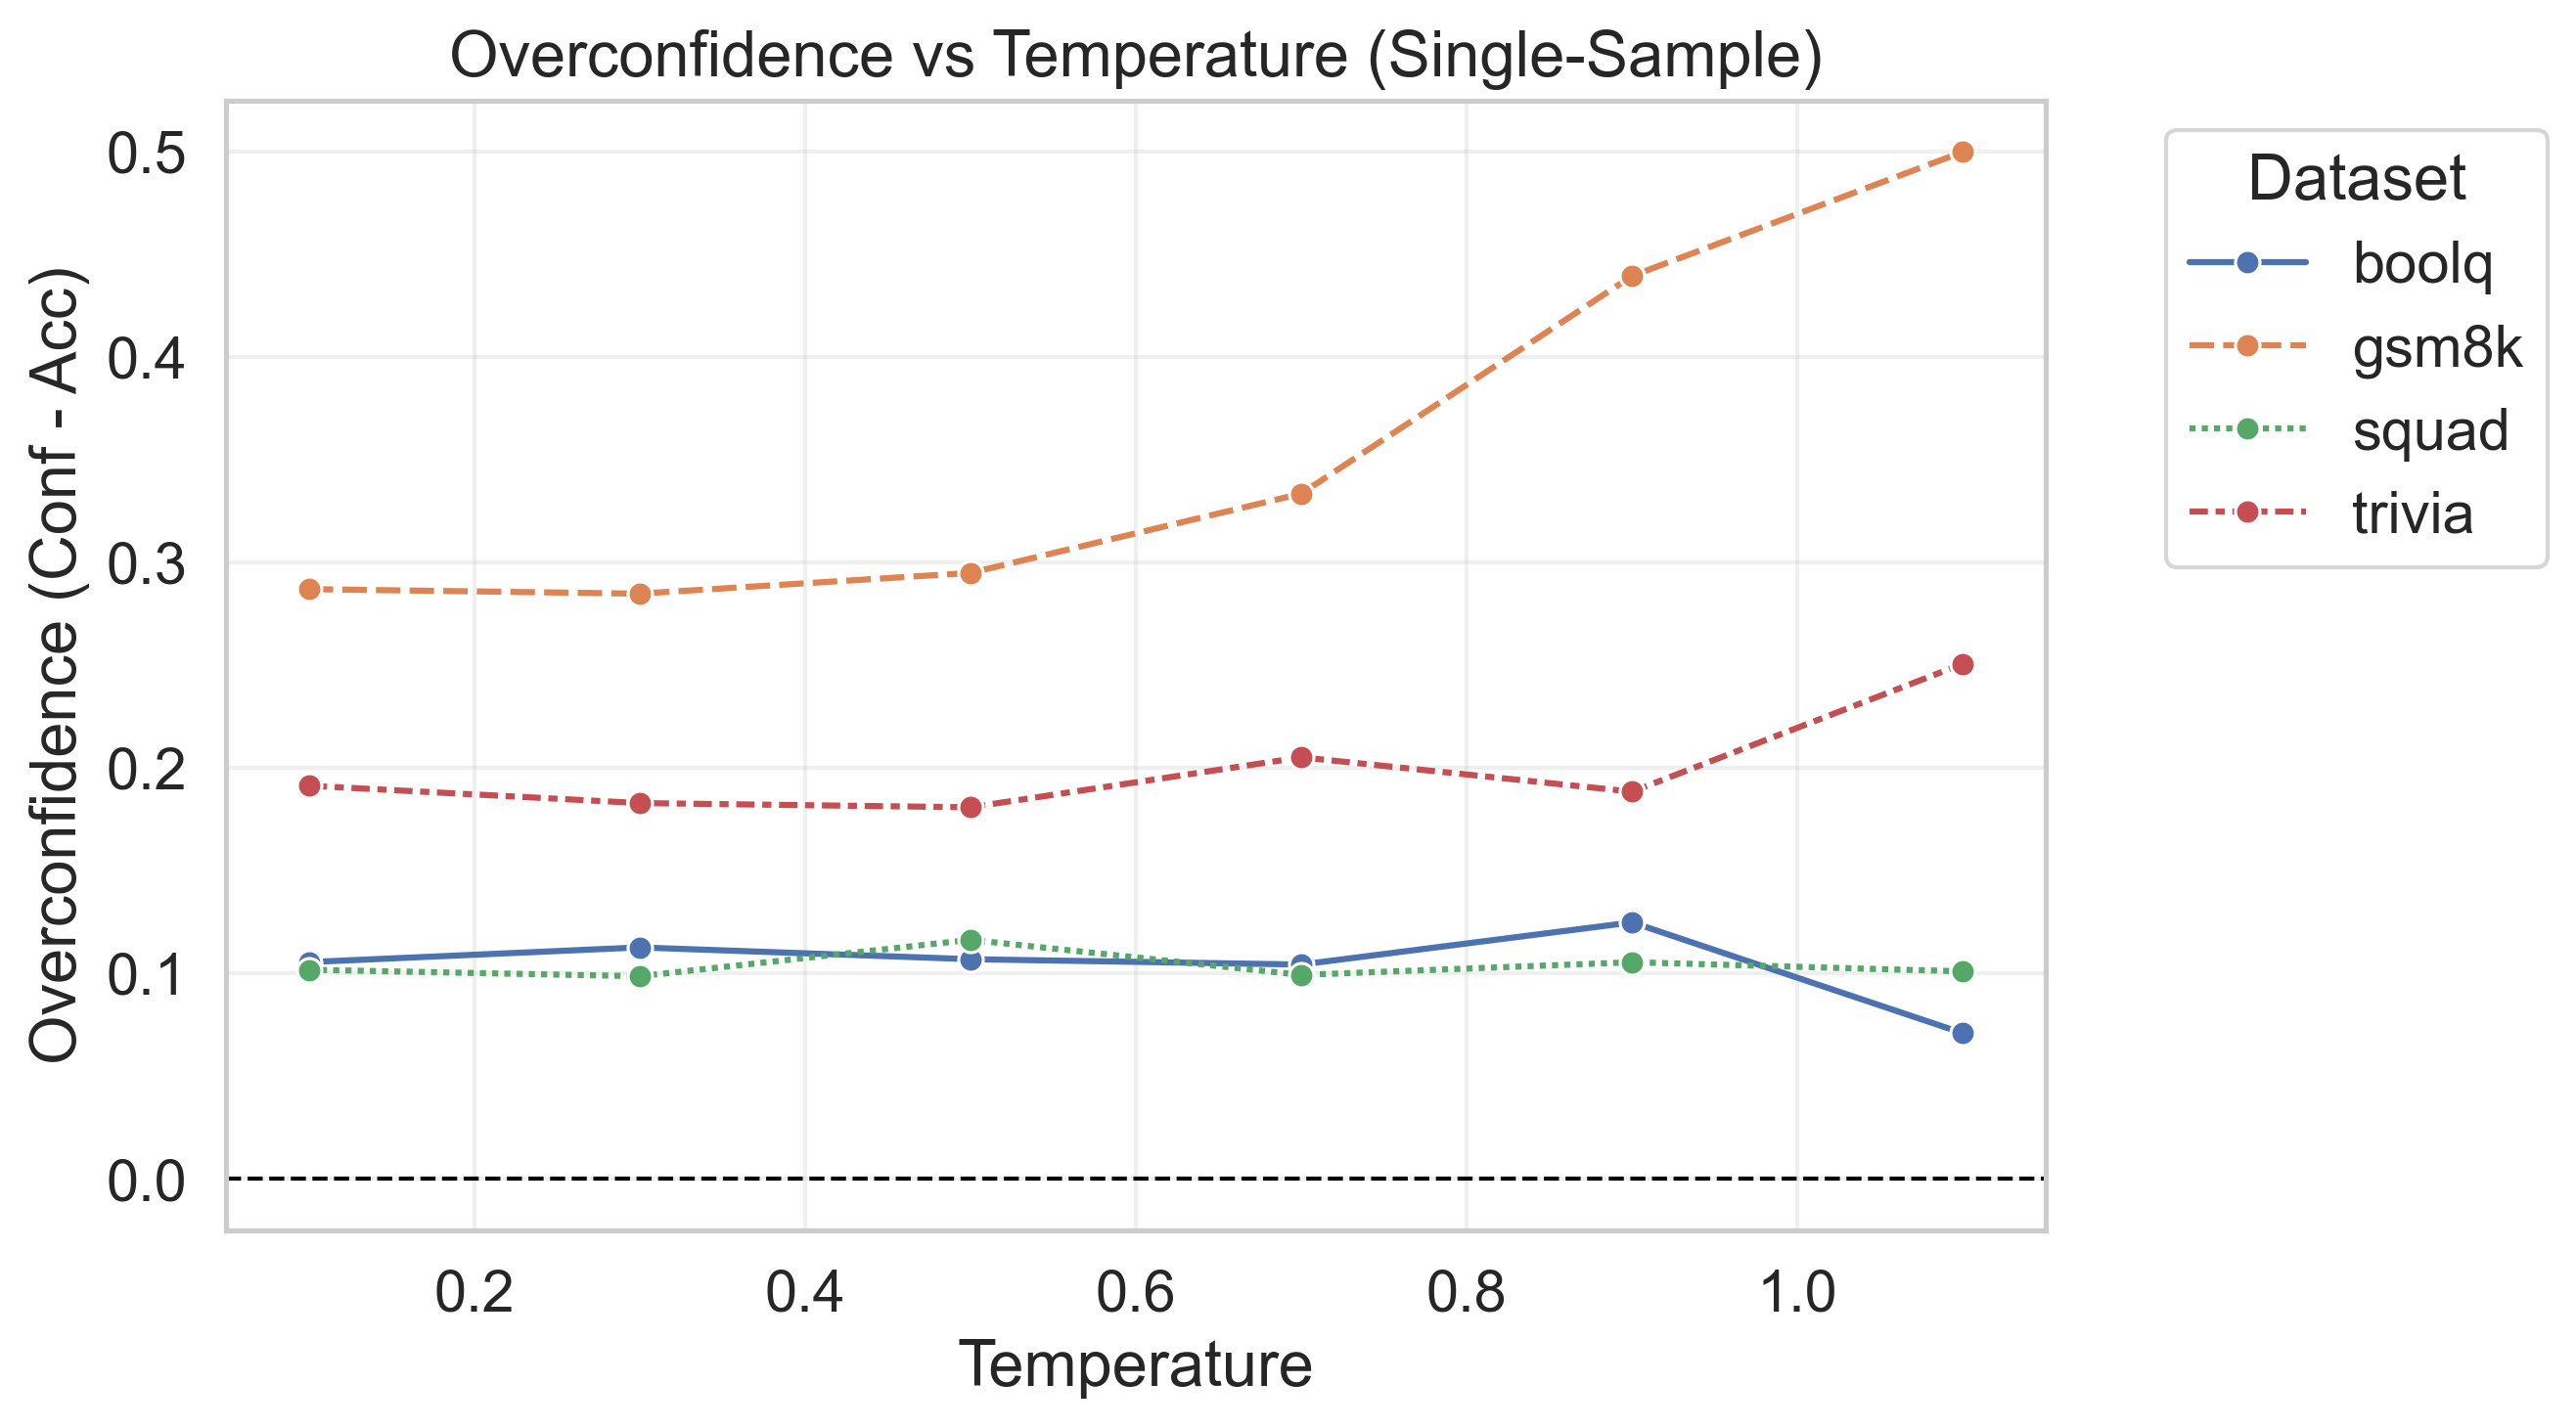 Overconfidence vs Temperature (Single-Sample)
Overconfidence (Conf - Acc)
0.5
0.4
0.3
0.2
0.1
0.0
0.2 0.4 0.6 0.8 1.0
Temperature
Dataset
boolq
gsm8k
squad
trivia